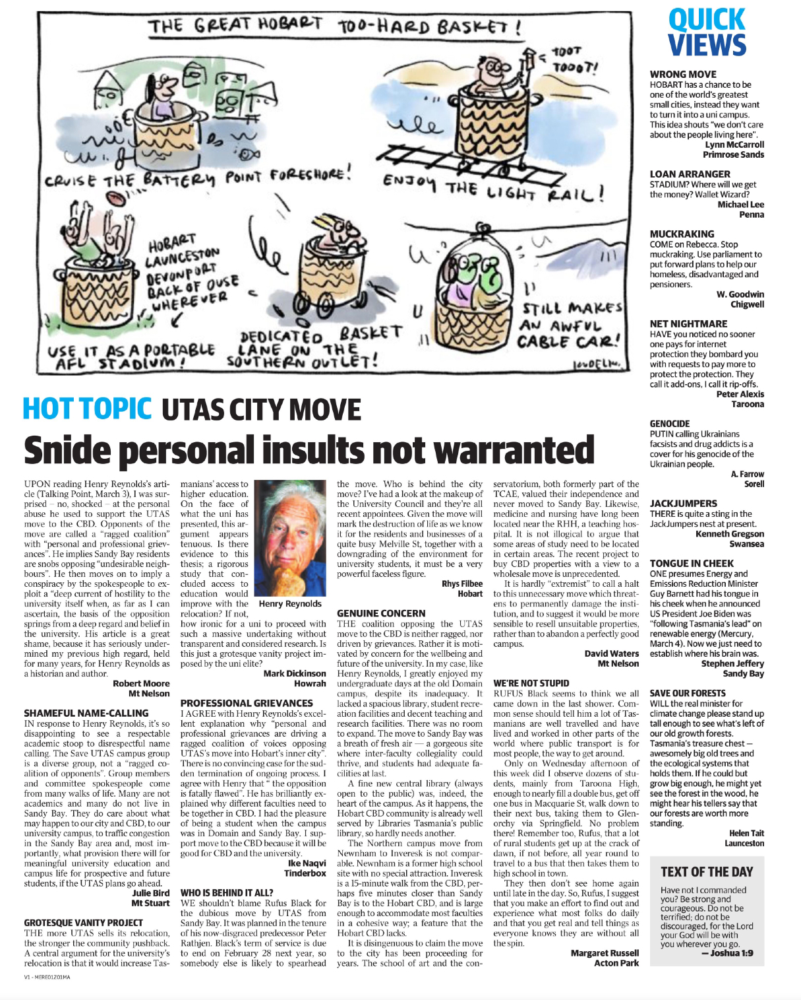 THE GREAT HOBART TOO-HARD BASKET!
TOOT
TOOOT!
CRUISE THE BATTERY POINT FORESHORE!
ENJOY THE LIGHT RAIL!
HOBART
LAUNCESTON
DEVONPORT
BACK OF OUSE
WHEREVER
USE IT AS A PORTABLE
AFL STADIUM!
DEDICATED BASKET
LANE ON THE
SOUTHERN OUTLET!
STILL MAKES
AN AWFUL
CABLE CAR!
HOT TOPIC UTAS CITY MOVE
Snide personal insults not warranted
UPON reading Henry Reynolds's arti-
cle (Talking Point, March 3), I was sur-
prised – no, shocked – at the personal
abuse he used to support the UTAS
move to the CBD. Opponents of the
move are called a “ragged coalition”
with “personal and professional griev-
ances”. He implies Sandy Bay residents
are snobs opposing “undesirable neigh-
bours”. He then moves on to imply a
conspiracy by the spokespeople to ex-
ploit a “deep current of hostility to the
university itself when, as far as I can
ascertain, the basis of the opposition
springs from a deep regard and belief in
the university. His article is a great
shame, because it has seriously under-
mined my previous high regard, held
for many years, for Henry Reynolds as
a historian and author.
Robert Moore
Mt Nelson
SHAMEFUL NAME-CALLING
IN response to Henry Reynolds, it's so
disappointing to see a respectable
academic stoop to disrespectful name
calling. The Save UTAS campus group
is a diverse group, not a “ragged co-
alition of opponents”. Group members
and committee spokespeople come
from many walks of life. Many are not
academics and many do not live in
Sandy Bay. They do care about what
may happen to our city and CBD, to our
university campus, to traffic congestion
in the Sandy Bay area and, most im-
portantly, what provision there will for
meaningful university education and
campus life for prospective and future
students, if the UTAS plans go ahead.
Julie Bird
Mt Stuart
GROTESQUE VANITY PROJECT
THE more UTAS sells its relocation,
the stronger the community pushback.
A central argument for the university's
relocation is that it would increase Tas-
manians' access to
higher education.
On the face of
what the uni has
presented, this ar-
gument appears
tenuous. Is there
evidence to this
thesis; a rigorous
study that con-
cluded access to
education would
improve with the
relocation? If not,
how ironic for a uni to proceed with
such a massive undertaking without
transparent and considered research. Is
this just a grotesque vanity project im-
posed by the uni elite?
Mark Dickinson
Howrah
Henry Reynolds
PROFESSIONAL GRIEVANCES
I AGREE with Henry Reynolds's excel-
lent explanation why “personal and
professional grievances are driving a
ragged coalition of voices opposing
UTAS's move into Hobart's inner city”.
There is no convincing case for the sud-
den termination of ongoing process. I
agree with Henry that “ the opposition
is fatally flawed”. He has brilliantly ex-
plained why different faculties need to
be together in CBD. I had the pleasure
of being a student when the campus
was in Domain and Sandy Bay. I sup-
port move to the CBD because it will be
good for CBD and the university.
Ike Naqvi
Tinderbox
WHO IS BEHIND IT ALL?
WE shouldn't blame Rufus Black for
the dubious move by UTAS from
Sandy Bay. It was planned in the tenure
of his now-disgraced predecessor Peter
Rathjen. Black's term of service is due
to end on February 28 next year, so
somebody else is likely to spearhead
the move. Who is behind the city
move? I've had a look at the makeup of
the University Council and they're all
recent appointees. Given the move will
mark the destruction of life as we know
it for the residents and businesses of a
quite busy Melville St, together with a
downgrading of the environment for
university students, it must be a very
powerful faceless figure.
Rhys Filbee
Hobart
GENUINE CONCERN
THE coalition opposing the UTAS
move to the CBD is neither ragged, nor
driven by grievances. Rather it is moti-
vated by concern for the wellbeing and
future of the university. In my case, like
Henry Reynolds, I greatly enjoyed my
undergraduate days at the old Domain
campus, despite its inadequacy. It
lacked a spacious library, student recre-
ation facilities and decent teaching and
research facilities. There was no room
to expand. The move to Sandy Bay was
a breath of fresh air — a gorgeous site
where inter-faculty collegiality could
thrive, and students had adequate fa-
cilities at last.
A fine new central library (always
open to the public) was, indeed, the
heart of the campus. As it happens, the
Hobart CBD community is already well
served by Libraries Tasmania's public
library, so hardly needs another.
The Northern campus move from
Newnham to Inveresk is not compar-
able. Newnham is a former high school
site with no special attraction. Inveresk
is a 15-minute walk from the CBD, per-
haps five minutes closer than Sandy
Bay is to the Hobart CBD, and is large
enough to accommodate most faculties
in a cohesive way; a feature that the
Hobart CBD lacks.
It is disingenuous to claim the move
to the city has been proceeding for
years. The school of art and the con-
servatorium, both formerly part of the
TCAE, valued their independence and
never moved to Sandy Bay. Likewise,
medicine and nursing have long been
located near the RHH, a teaching hos-
pital. It is not illogical to argue that
some areas of study need to be located
in certain areas. The recent project to
buy CBD properties with a view to a
wholesale move is unprecedented.
It is hardly “extremist” to call a halt
to this unnecessary move which threat-
ens to permanently damage the insti-
tution, and to suggest it would be more
sensible to resell unsuitable properties,
rather than to abandon a perfectly good
campus.
David Waters
Mt Nelson
WE'RE NOT STUPID
RUFUS Black seems to think we all
came down in the last shower. Com-
mon sense should tell him a lot of Tas-
manians are well travelled and have
lived and worked in other parts of the
world where public transport is for
most people, the way to get around.
Only on Wednesday afternoon of
this week did I observe dozens of stu-
dents, mainly from Taroona High,
enough to nearly fill a double bus, get off
one bus in Macquarie St, walk down to
their next bus, taking them to Glen-
orchy via Springfield. No problem
there! Remember too, Rufus, that a lot
of rural students get up at the crack of
dawn, if not before, all year round to
travel to a bus that then takes them to
high school in town.
They then don't see home again
until late in the day. So, Rufus, I suggest
that you make an effort to find out and
experience what most folks do daily
and that you get real and tell things as
everyone knows they are without all
the spin.
Margaret Russell
Acton Park
QUICK
VIEWS
WRONG MOVE
HOBART has a chance to be
one of the world's greatest
small cities, instead they want
to turn it into a uni campus.
This idea shouts “we don't care
about the people living here”.
Lynn McCarroll
Primrose Sands
LOAN ARRANGER
STADIUM? Where will we get
the money? Wallet Wizard?
Michael Lee
Penna
MUCKRAKING
COME on Rebecca. Stop
muckraking. Use parliament to
put forward plans to help our
homeless, disadvantaged and
pensioners.
W. Goodwin
Chigwell
NET NIGHTMARE
HAVE you noticed no sooner
one pays for internet
protection they bombard you
with requests to pay more to
protect the protection. They
call it add-ons, I call it rip-offs.
Peter Alexis
Taroona
GENOCIDE
PUTIN calling Ukrainians
facsists and drug addicts is a
cover for his genocide of the
Ukrainian people.
A. Farrow
Sorell
JACKJUMPERS
THERE is quite a sting in the
JackJumpers nest at present.
Kenneth Gregson
Swansea
TONGUE IN CHEEK
ONE presumes Energy and
Emissions Reduction Minister
Guy Barnett had his tongue in
his cheek when he announced
US President Joe Biden was
“following Tasmania's lead” on
renewable energy (Mercury,
March 4). Now we just need to
establish where his brain was.
Stephen Jeffery
Sandy Bay
SAVE OUR FORESTS
WILL the real minister for
climate change please stand up
tall enough to see what's left of
our old growth forests.
Tasmania's treasure chest —
awesomely big old trees and
the ecological systems that
holds them. If he could but
grow big enough, he might yet
see the forest in the wood, he
might hear his tellers say that
our forests are worth more
standing.
Helen Tait
Launceston
TEXT OF THE DAY
Have not I commanded
you? Be strong and
courageous. Do not be
terrified; do not be
discouraged, for the Lord
your God will be with
you wherever you go.
— Joshua 1:9
V1 - MERE01Z01MA